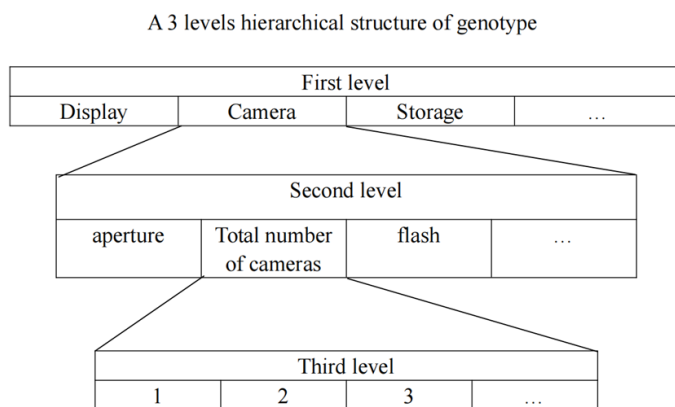 A 3 levels hierarchical structure of genotype
First level
Display Camera Storage …
Second level
aperture Total number of cameras flash …
Third level
1 2 3 …